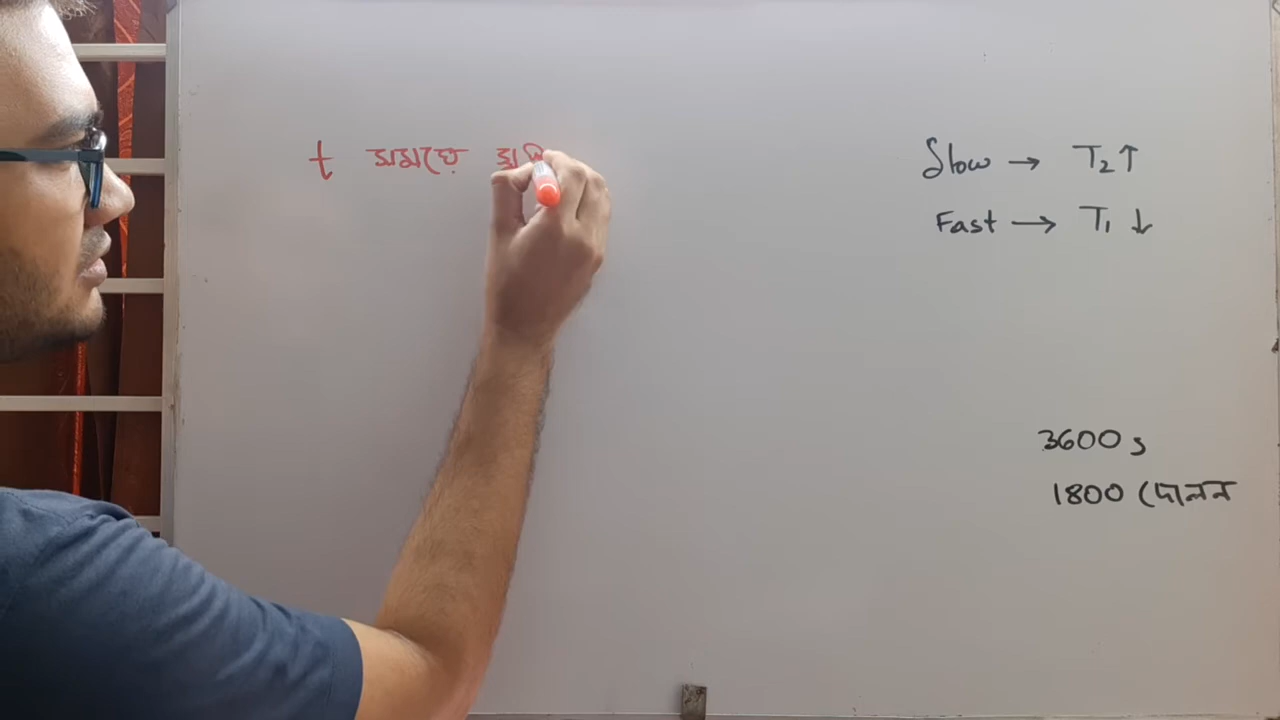 t সময়ে
Slow → T₂↑
Fast → T₁ ↓
3600 s
1800 দোলন